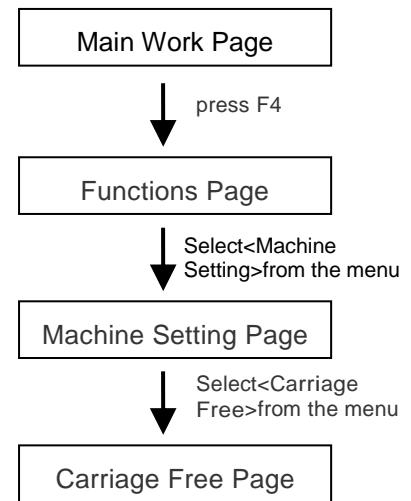 Main Work Page
press F4
Functions Page
Select<Machine
Setting>from the menu
Machine Setting Page
Select<Carriage
Free>from the menu
Carriage Free Page